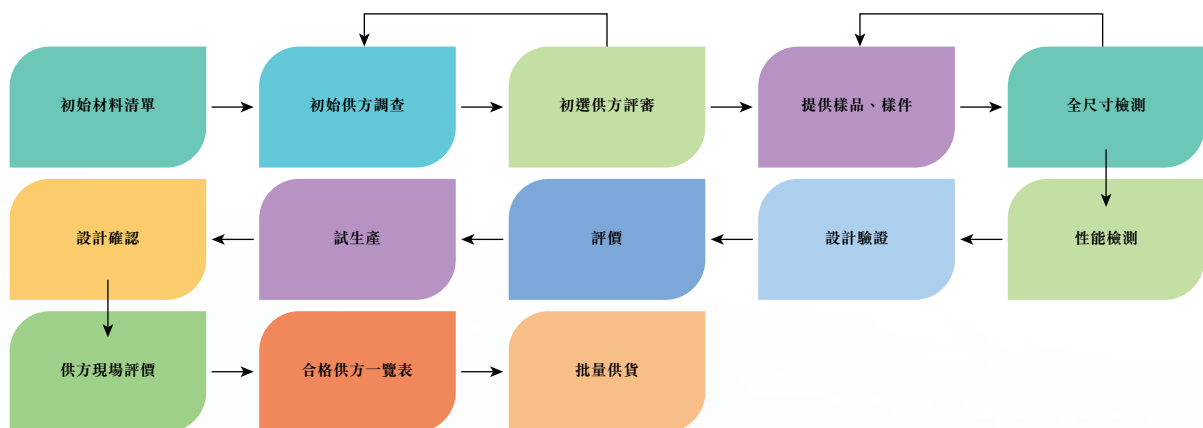 初始材料清單
初始供方調查
初選供方評審
提供樣品、樣件
全尺寸檢測
設計確認
試生產
評價
設計驗證
性能檢測
供方現場評價
合格供方一覽表
批量供貨